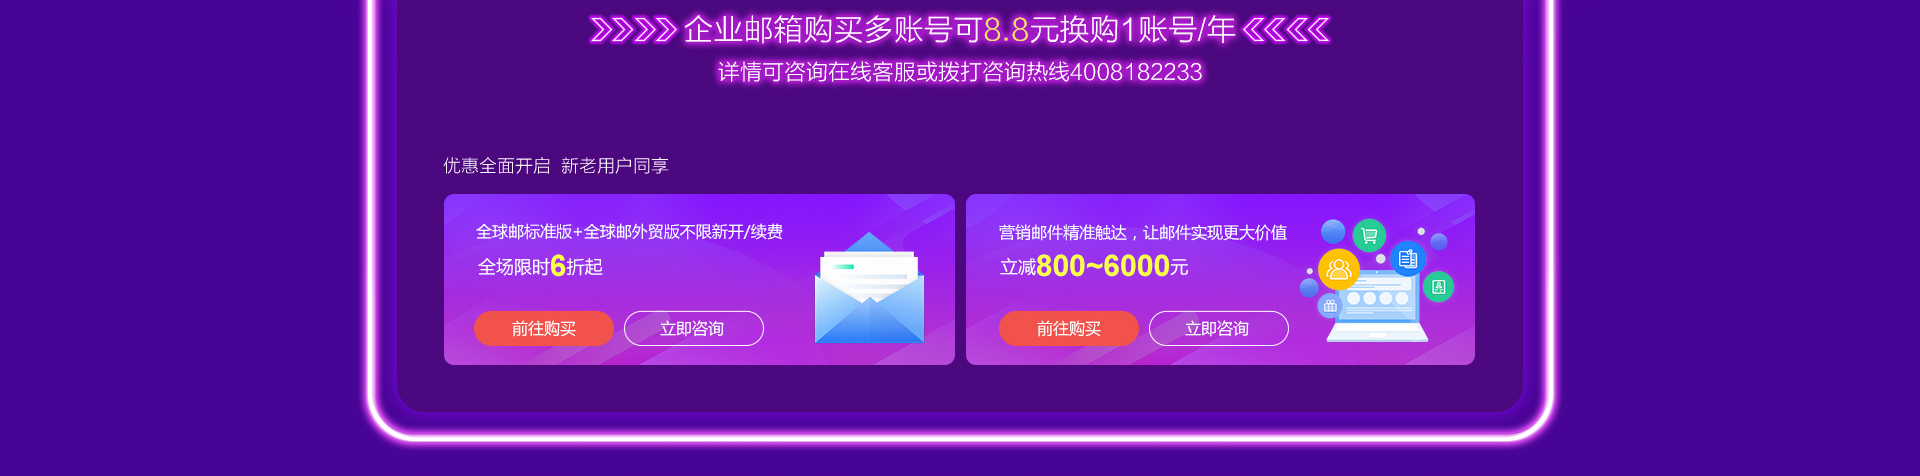 企业邮箱购买多账号可8.8元换购1账号/年
详情可咨询在线客服或拨打咨询热线4008182233
优惠全面开启 新老用户同享
全球邮标准版+全球邮外贸版不限新开/续费
全场限时6折起
前往购买 立即咨询
营销邮件精准触达，让邮件实现更大价值
立减800~6000元
前往购买 立即咨询